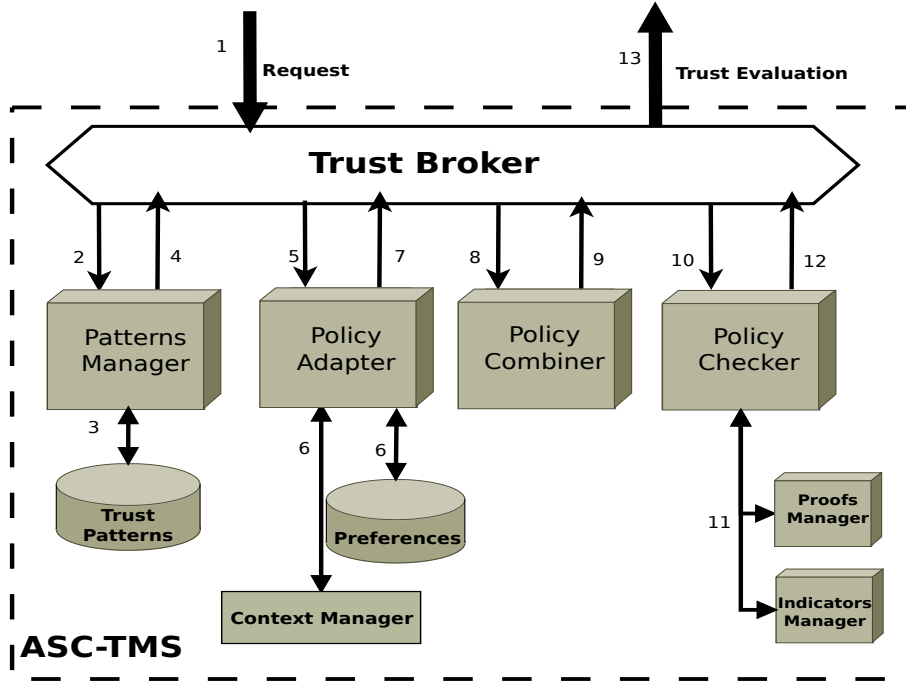 1
Request
13
Trust Evaluation
Trust Broker
2
4
5
7
8
9
10
12
Patterns
Manager
Policy
Adapter
Policy
Combiner
Policy
Checker
3
6
6
11
Trust
Patterns
Preferences
Proofs
Manager
Context Manager
Indicators
Manager
ASC-TMS